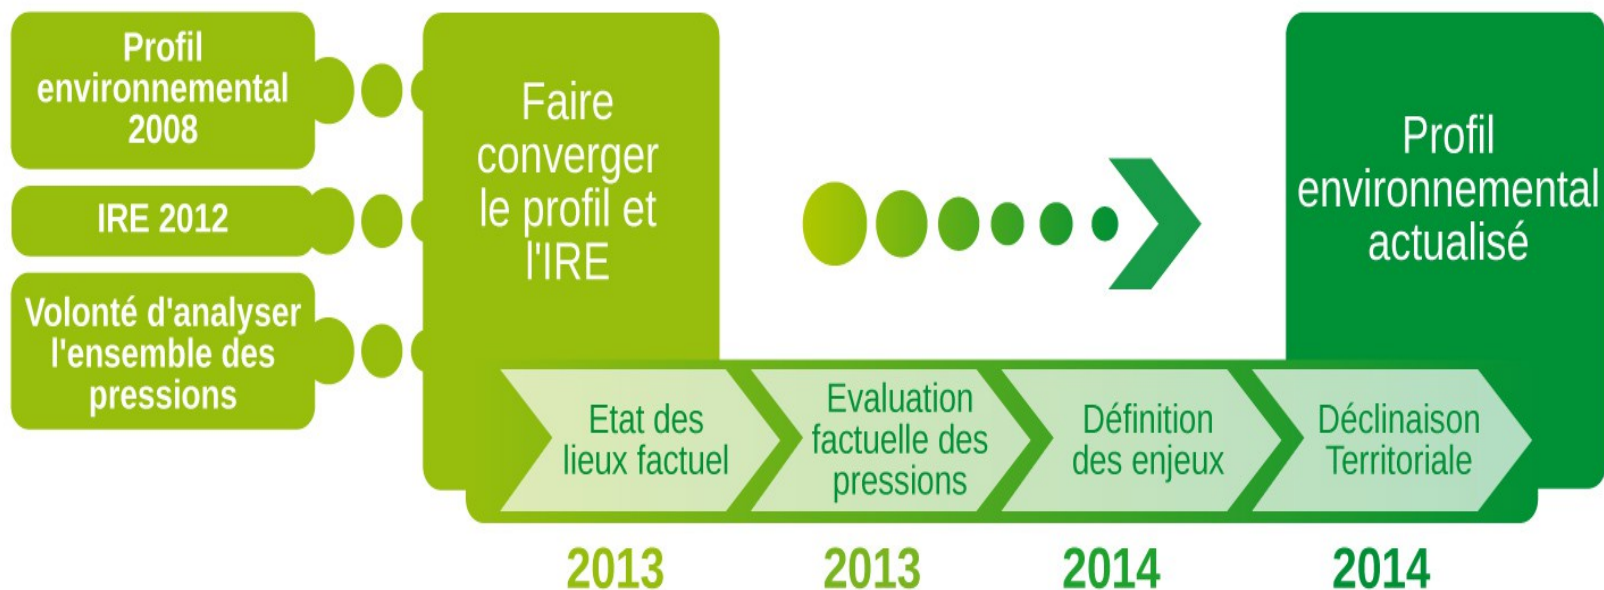 Profil
environnemental
2008
IRE 2012
Volonté d'analyser
l'ensemble des
pressions
Faire
converger
le profil et
l'IRE
Profil
environnemental
actualisé
Etat des
lieux factuel
Evaluation
factuelle des
pressions
Définition
des enjeux
Déclinaison
Territoriale
2013
2013
2014
2014